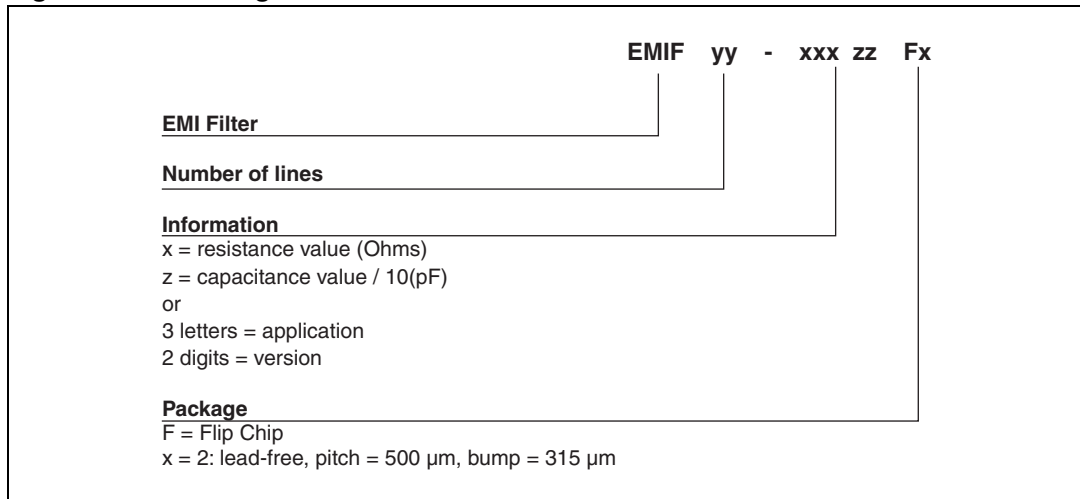 EMIF yy - xxx zz Fx
EMI Filter
Number of lines
Information
x = resistance value (Ohms)
z = capacitance value / 10(pF)
or
3 letters = application
2 digits = version
Package
F = Flip Chip
x = 2: lead-free, pitch = 500 µm, bump = 315 µm